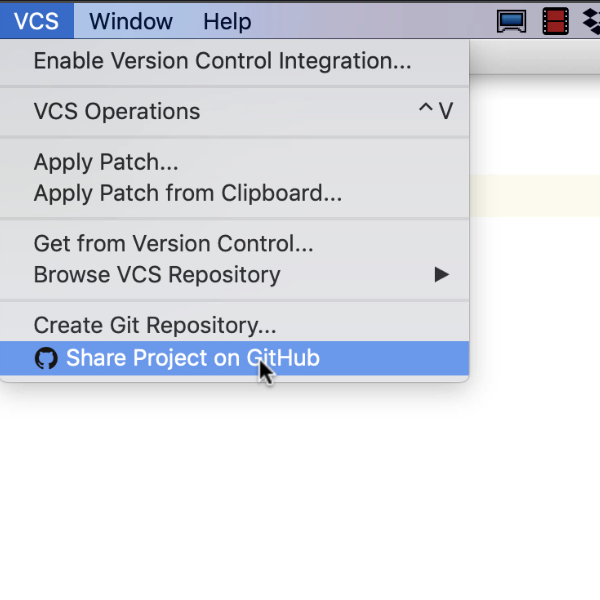 VCS Window Help
Enable Version Control Integration...
VCS Operations ^ V
Apply Patch...
Apply Patch from Clipboard...
Get from Version Control...
Browse VCS Repository
Create Git Repository...
Share Project on GitHub